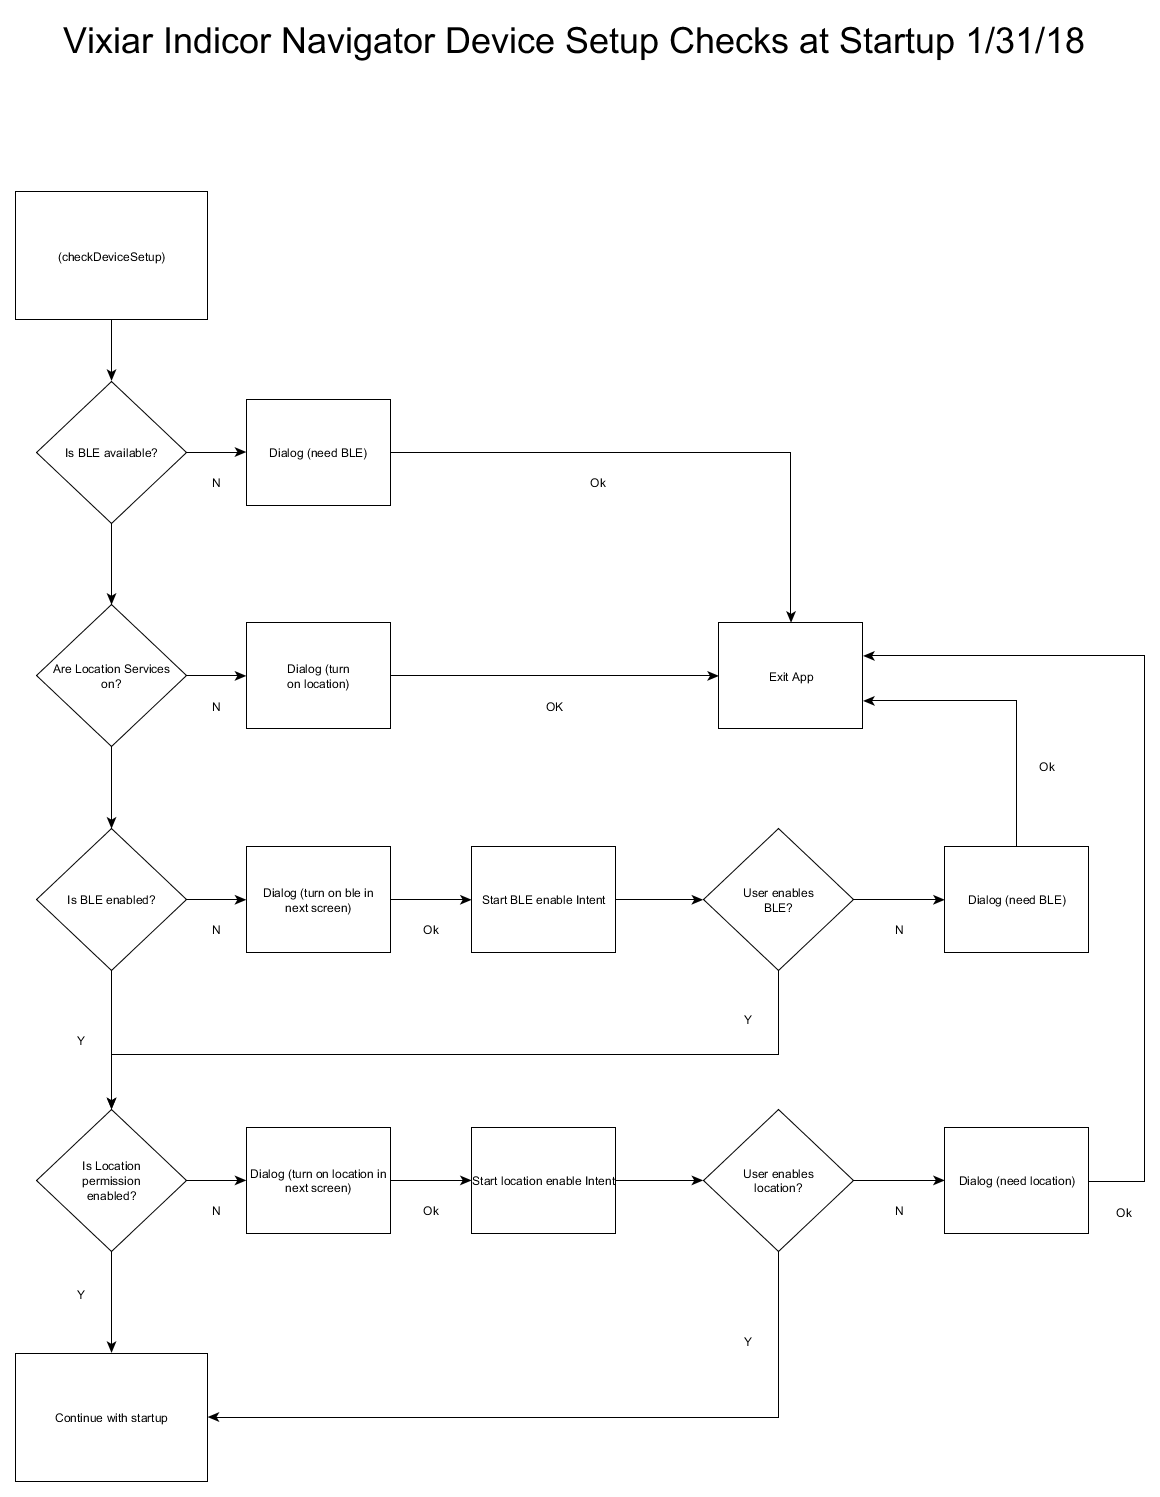 Vixiar Indicor Navigator Device Setup Checks at Startup 1/31/18
(checkDeviceSetup)
Is BLE available?
N
Dialog (need BLE)
Ok
Are Location Services
on?
N
Dialog (turn
on location)
OK
Exit App
Ok
Is BLE enabled?
N
Dialog (turn on ble in
next screen)
Ok
Start BLE enable Intent
User enables
BLE?
N
Dialog (need BLE)
Y
Y
Is Location
permission
enabled?
N
Dialog (turn on location in
next screen)
Ok
Start location enable Intent
User enables
location?
N
Dialog (need location)
Ok
Y
Y
Continue with startup